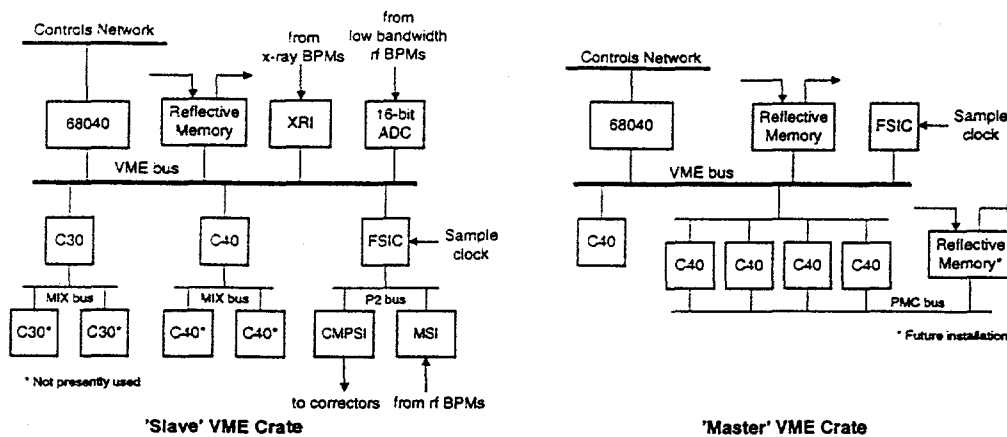 Controls Network
from
x-ray BPMs
from
low bandwidth
rf BPMs
68040
Reflective
Memory
XRI
16-bit
ADC
VME bus
C30
C40
FSIC
Sample
clock
MIX bus
MIX bus
P2 bus
C30*
C30*
C40*
C40*
CMPSI
MSI
* Not presently used
to correctors
from rf BPMs
'Slave' VME Crate
Controls Network
68040
Reflective
Memory
FSIC
Sample
clock
VME bus
C40
C40
C40
C40
C40
Reflective
Memory*
PMC bus
* Future installation
'Master' VME Crate